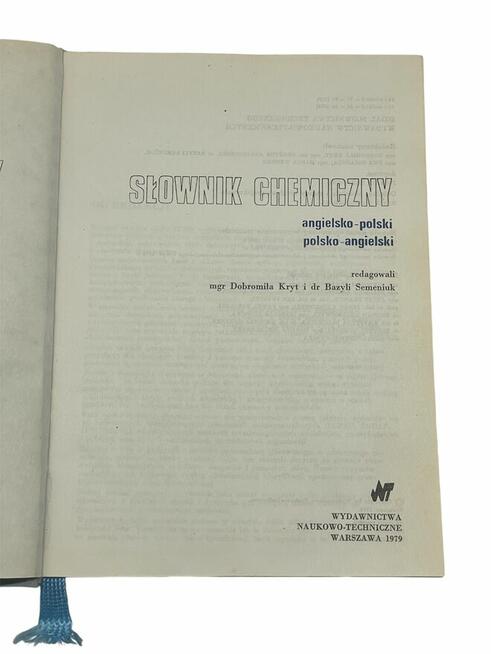 SŁOWNIK CHEMICZNY
angielsko-polski
polsko-angielski
redagowali
mgr Dobromiła Kryt i dr Bazyli Semeniuk
WNT
WYDAWNICTWA
NAUKOWO-TECHNICZNE
WARSZAWA 1979